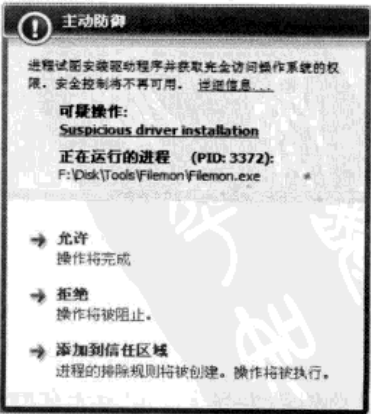 主动防御
进程试图安装驱动程序并获取完全访问操作系统的权
限。安全控制将不再可用。 详细信息...
可疑操作:
Suspicious driver installation
正在运行的进程 (PID: 3372):
F:\Disk\Tools\Filemon\Filemon.exe
允许
操作将完成
拒绝
操作将被阻止。
添加到信任区域
进程的排除规则将被创建。操作将被执行。